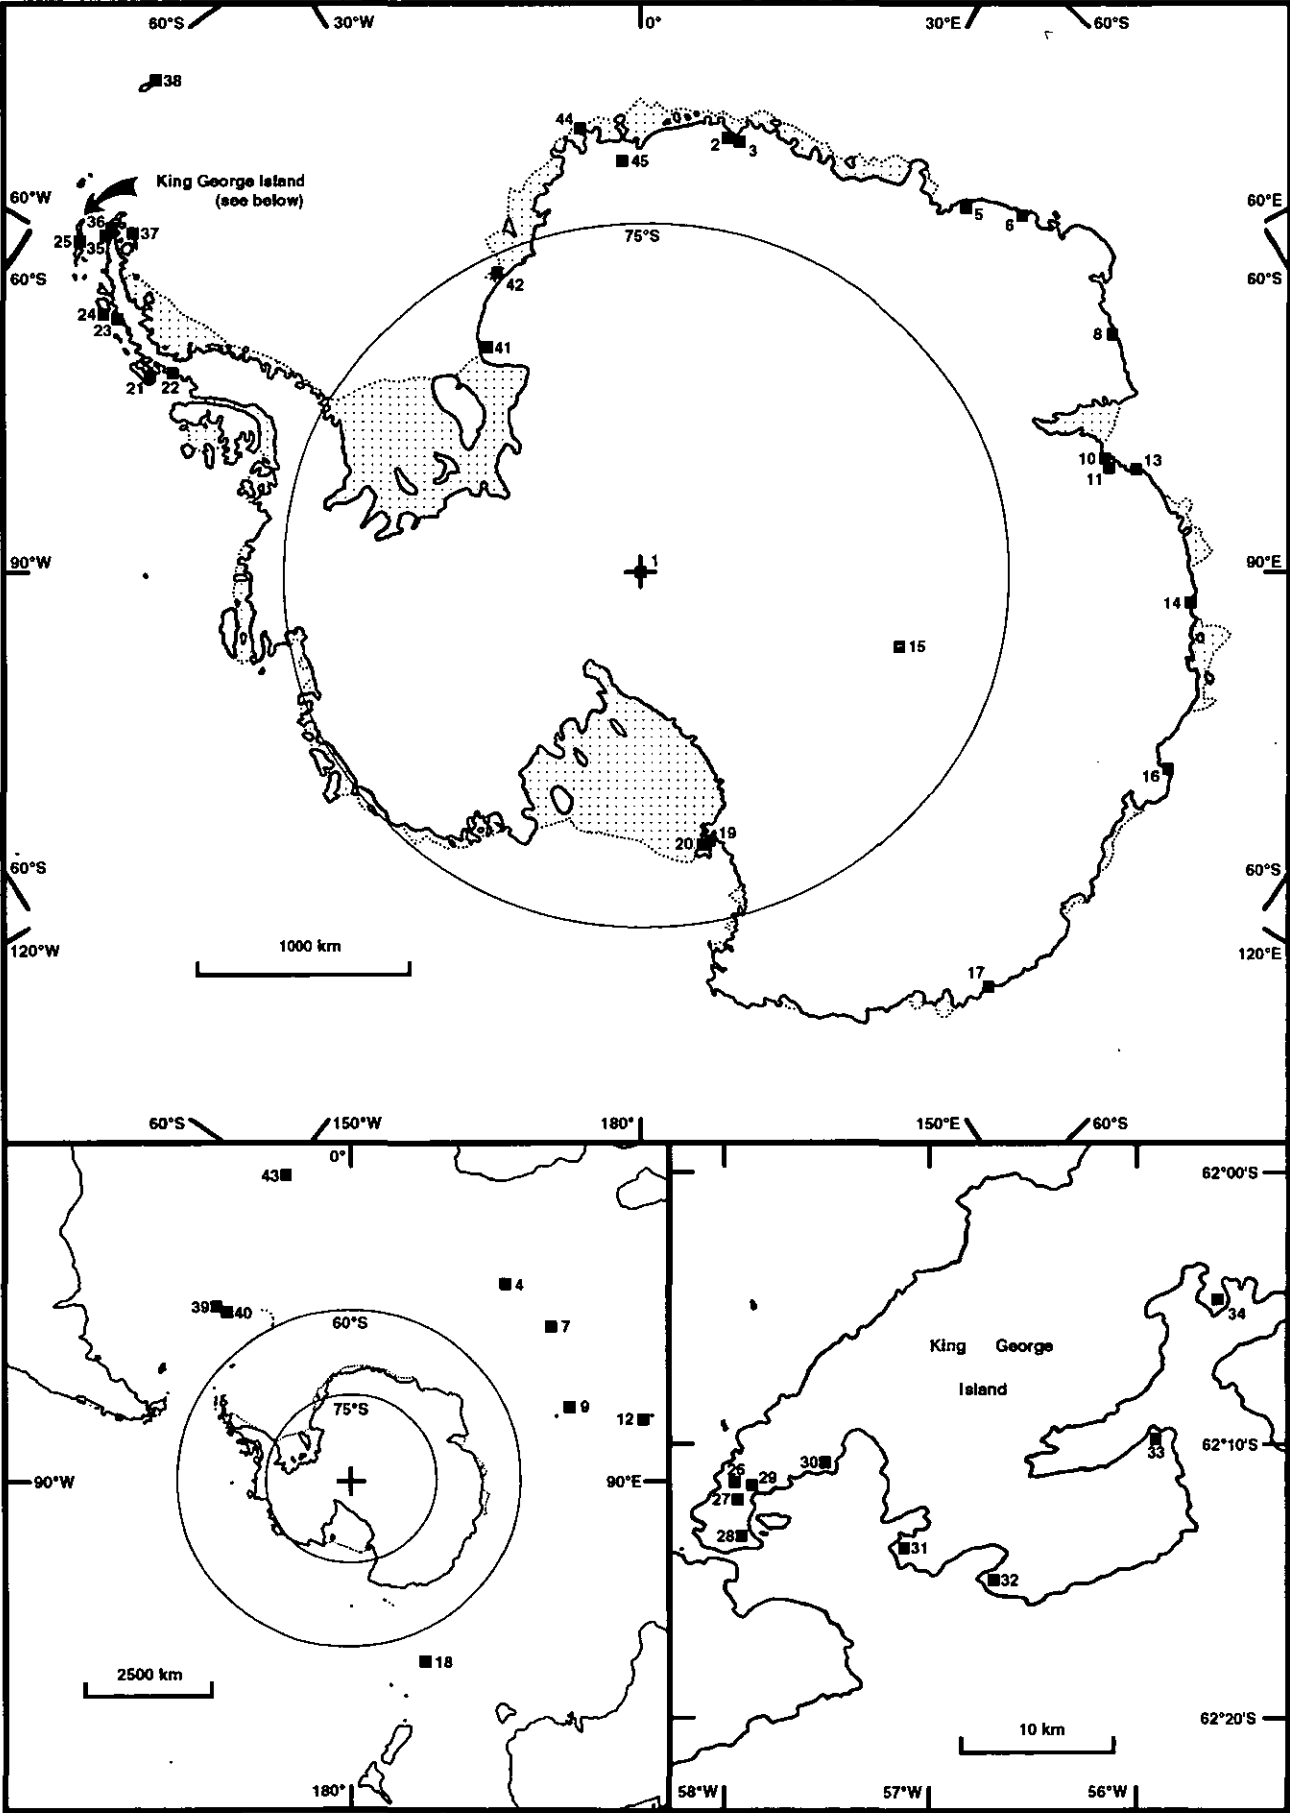 60°S 30°W 0° 30°E 60°S
38
44
2
3
45
King George Island
(see below)
60°W
60°E
5
6
36
25
35
37
75°S
60°S
60°S
42
24
23
8
41
21
22
10
13
11
90°W
1
90°E
14
15
16
19
20
60°S
60°S
1000 km
120°W
120°E
17
60°S 150°W 180° 150°E 60°S
0°
43
4
39
40
60°S
7
75°S
9
12
90°W
90°E
18
2500 km
180°
62°00'S
34
King George
Island
62°10'S
33
30
26
29
27
28
31
32
62°20'S
10 km
58°W 57°W 56°W